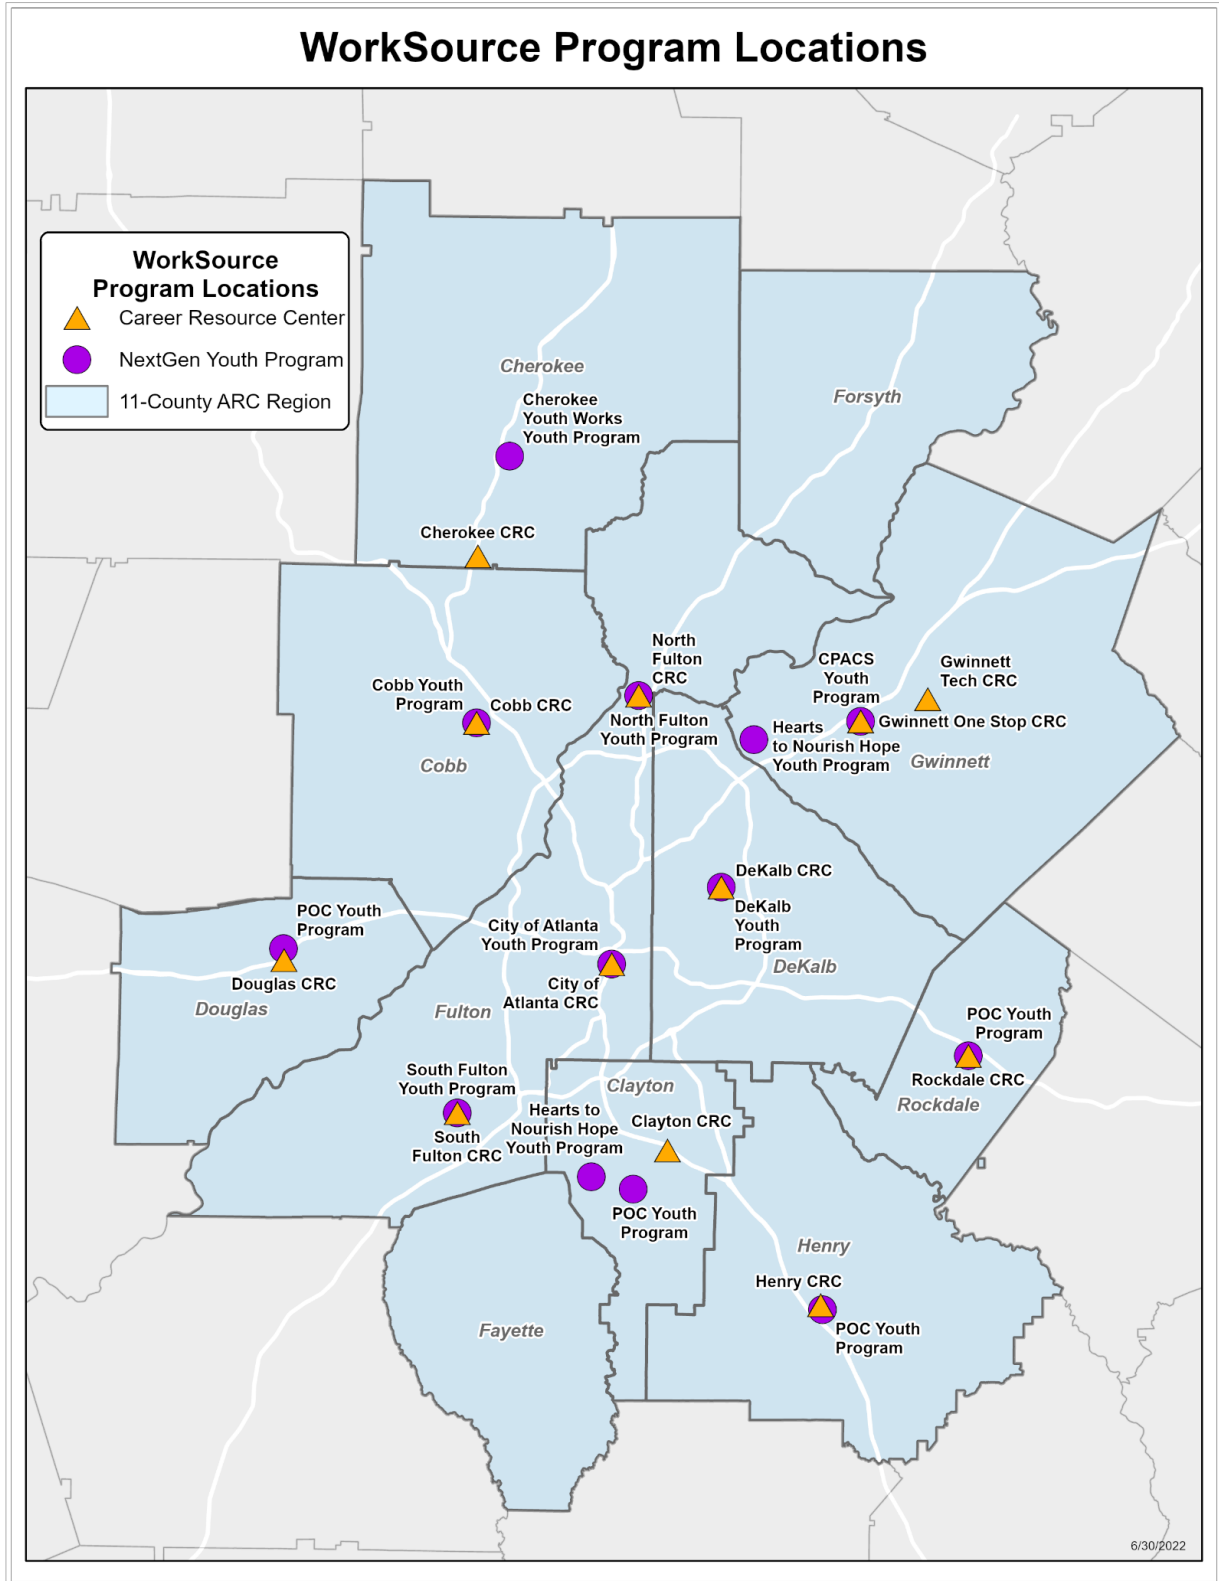 WorkSource Program Locations
WorkSource
Program Locations
Career Resource Center
NextGen Youth Program
11-County ARC Region
Cherokee
Forsyth
Cherokee
Youth Works
Youth Program
Cherokee CRC
North
Fulton
CRC
North Fulton
Youth Program
Cobb Youth
Program
Cobb CRC
Cobb
CPACS
Youth
Program
Gwinnett
Tech CRC
Gwinnett One Stop CRC
Hearts
to Nourish Hope
Youth Program
Gwinnett
DeKalb CRC
DeKalb
Youth
Program
DeKalb
POC Youth
Program
Douglas CRC
Douglas
City of Atlanta
Youth Program
City of
Atlanta CRC
Fulton
POC Youth
Program
Rockdale CRC
Rockdale
South Fulton
Youth Program
South
Fulton CRC
Clayton
Hearts to
Nourish Hope
Youth Program
Clayton CRC
POC Youth
Program
Henry
Henry CRC
POC Youth
Program
Fayette
6/30/2022